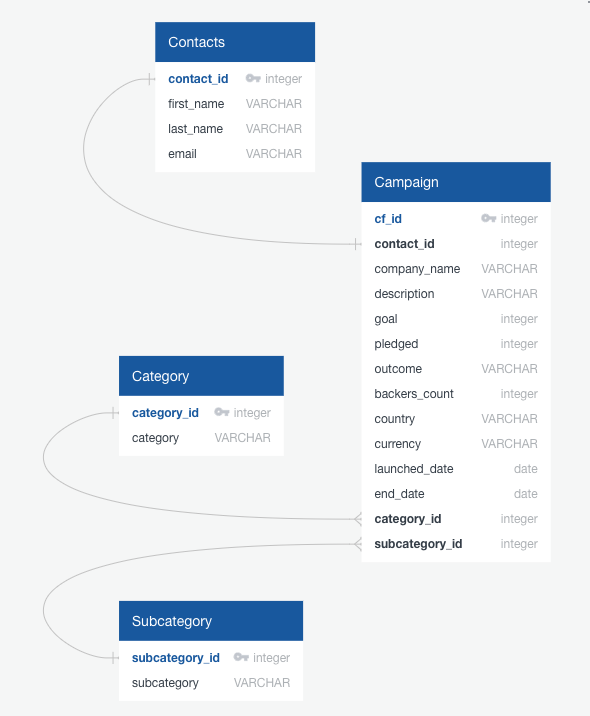 Contacts
contact_id integer
first_name VARCHAR
last_name VARCHAR
email VARCHAR
Campaign
cf_id integer
contact_id integer
company_name VARCHAR
description VARCHAR
goal integer
pledged integer
outcome VARCHAR
backers_count integer
country VARCHAR
currency VARCHAR
launched_date date
end_date date
category_id integer
subcategory_id integer
Category
category_id integer
category VARCHAR
Subcategory
subcategory_id integer
subcategory VARCHAR